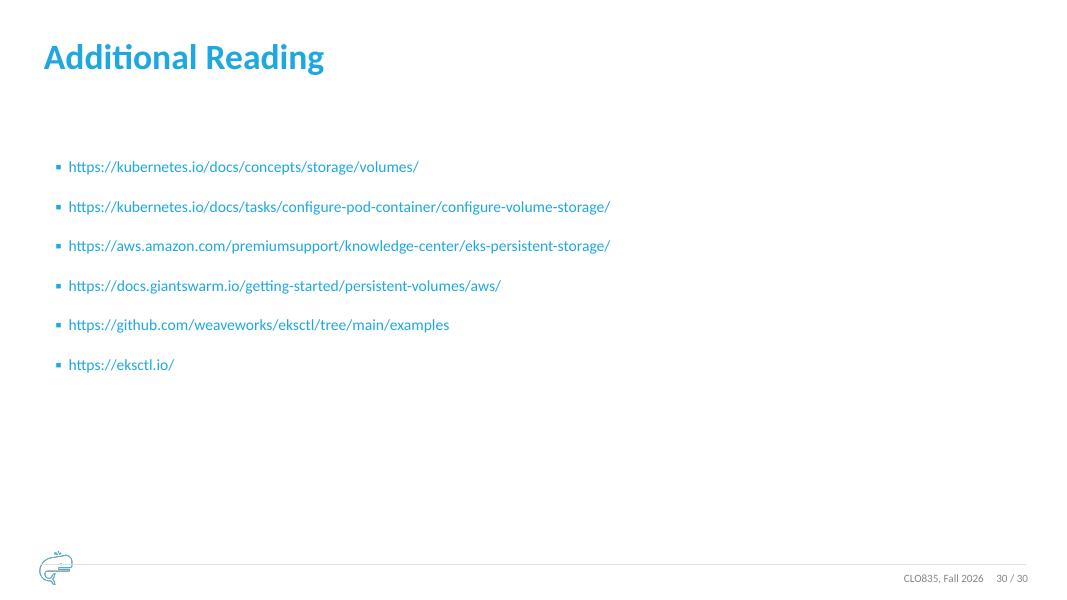 Additional Reading
▪ https://kubernetes.io/docs/concepts/storage/volumes/
▪ https://kubernetes.io/docs/tasks/configure-pod-container/configure-volume-storage/
▪ https://aws.amazon.com/premiumsupport/knowledge-center/eks-persistent-storage/
▪ https://docs.giantswarm.io/getting-started/persistent-volumes/aws/
▪ https://github.com/weaveworks/eksctl/tree/main/examples
▪ https://eksctl.io/
CLO835, Fall 2026 30 / 30